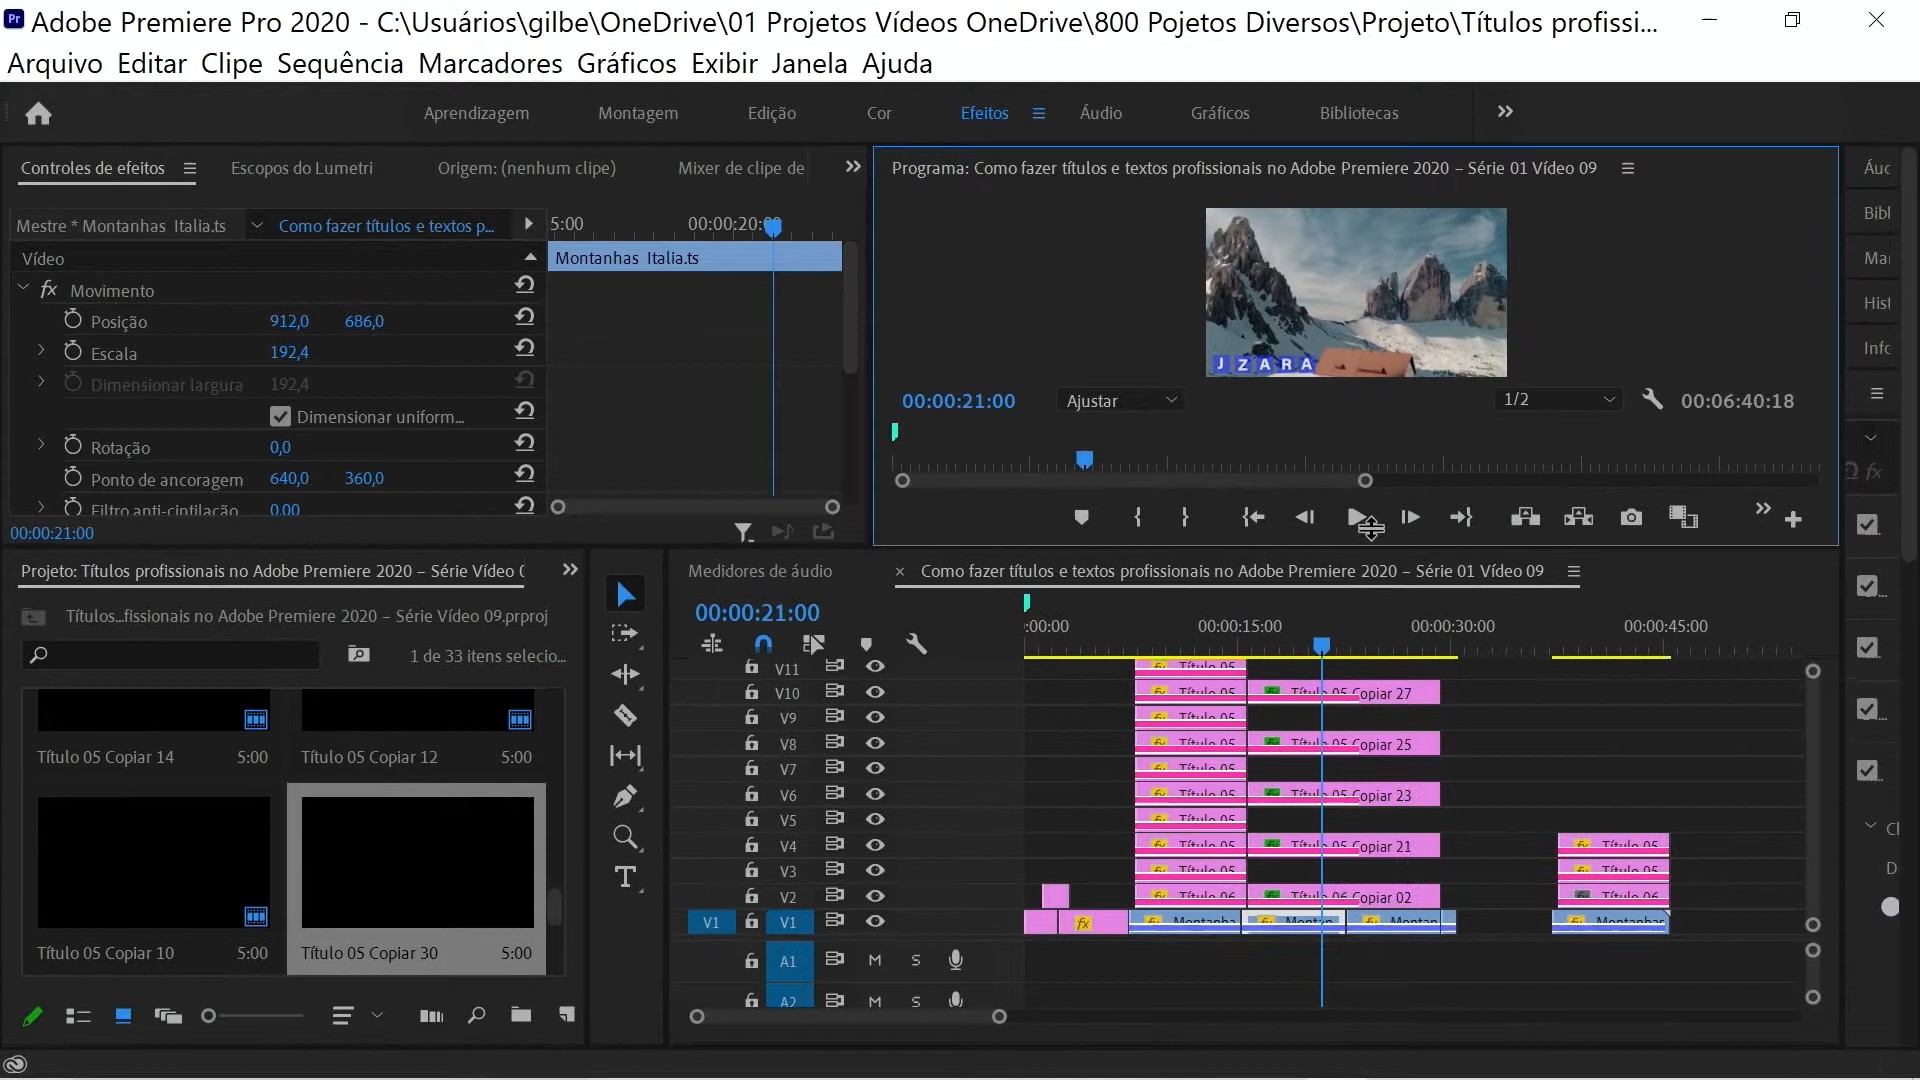 Adobe Premiere Pro 2020 - C:\Usuários\gilbe\OneDrive\01 Projetos Vídeos OneDrive\800 Pojetos Diversos\Projeto\Títulos profissi...
Arquivo Editar Clipe Sequência Marcadores Gráficos Exibir Janela Ajuda
Aprendizagem Montagem Edição Cor Efeitos Áudio Gráficos Bibliotecas
Controles de efeitos Escopos do Lumetri Origem: (nenhum clipe) Mixer de clipe de
Mestre * Montanhas Italia.ts Como fazer títulos e textos p...
5:00 00:00:20:00
Vídeo
Montanhas Italia.ts
fx Movimento
Posição 912,0 686,0
Escala 192,4
Dimensionar largura 192,4
Dimensionar uniform...
Rotação 0,0
Ponto de ancoragem 640,0 360,0
Filtro anti-cintilação 0,00
00:00:21:00
Programa: Como fazer títulos e textos profissionais no Adobe Premiere 2020 – Série 01 Vídeo 09
J ZARA
00:00:21:00 Ajustar 1/2 00:06:40:18
Áuc
Bibl
Mai
Hist
Infc
fx
Projeto: Títulos profissionais no Adobe Premiere 2020 – Série Vídeo 0
Títulos...fissionais no Adobe Premiere 2020 – Série Vídeo 09.prproj
1 de 33 itens selecio...
Título 05 Copiar 14 5:00
Título 05 Copiar 12 5:00
Título 05 Copiar 10 5:00
Título 05 Copiar 30 5:00
Medidores de áudio
× Como fazer títulos e textos profissionais no Adobe Premiere 2020 – Série 01 Vídeo 09
00:00:21:00
:00:00 00:00:15:00 00:00:30:00 00:00:45:00
V11 Título 05
V10 Título 05 Título 05 Copiar 27
V9 Título 05
V8 Título 05 Título 05 Copiar 25
V7 Título 05
V6 Título 05 Título 05 Copiar 23
V5 Título 05
V4 Título 05 Título 05 Copiar 21 Título 05
V3 Título 05 Título 05
V2 Título 06 Título 06 Copiar 02 Título 06
V1 V1 fx Montanha Montan Montan Montanhas
A1 M S
A2 M S